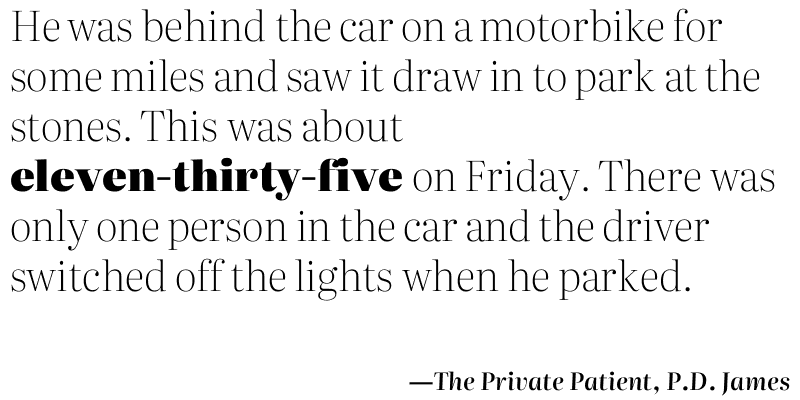 He was behind the car on a motorbike for
some miles and saw it draw in to park at the
stones. This was about
eleven-thirty-five on Friday. There was
only one person in the car and the driver
switched off the lights when he parked.
—The Private Patient, P.D. James